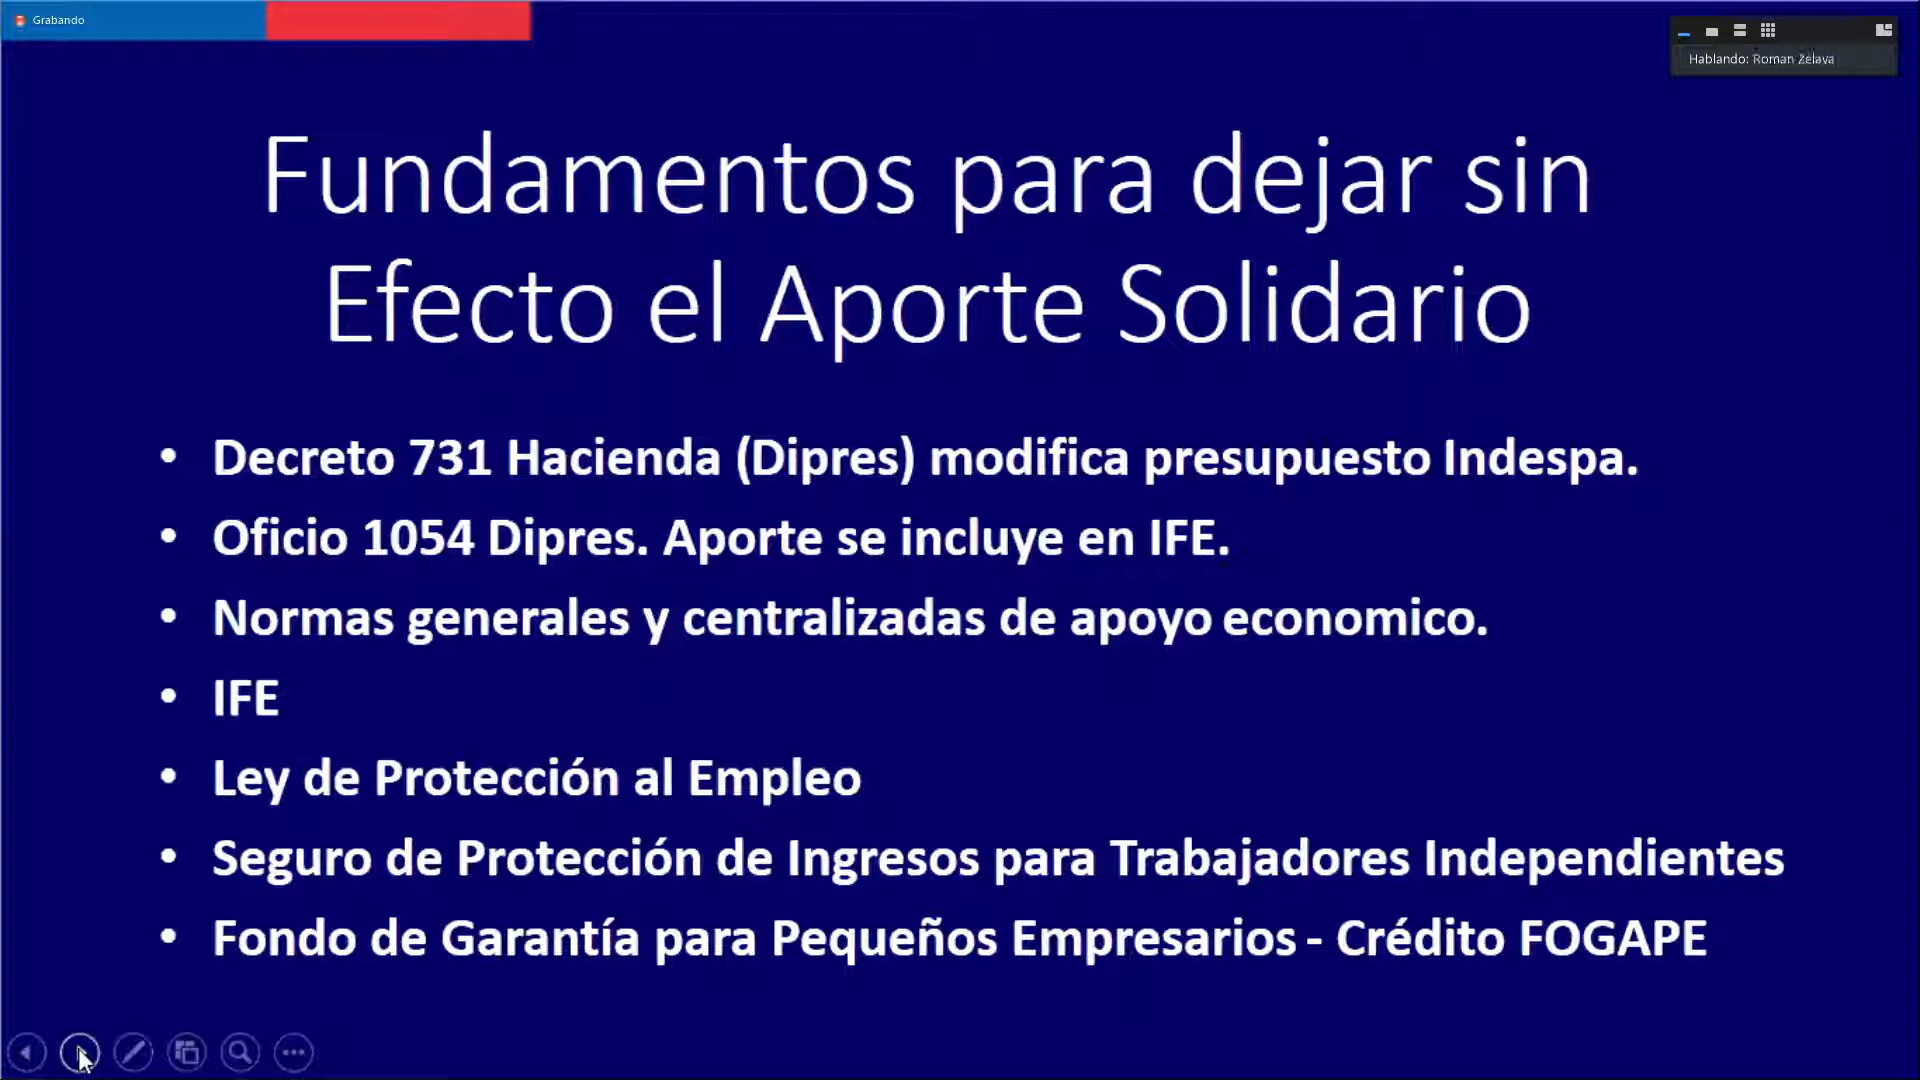 Grabando
Hablando: Roman Zelaya
Fundamentos para dejar sin
Efecto el Aporte Solidario
• Decreto 731 Hacienda (Dipres) modifica presupuesto Indespa.
• Oficio 1054 Dipres. Aporte se incluye en IFE.
• Normas generales y centralizadas de apoyo economico.
• IFE
• Ley de Protección al Empleo
• Seguro de Protección de Ingresos para Trabajadores Independientes
• Fondo de Garantía para Pequeños Empresarios - Crédito FOGAPE